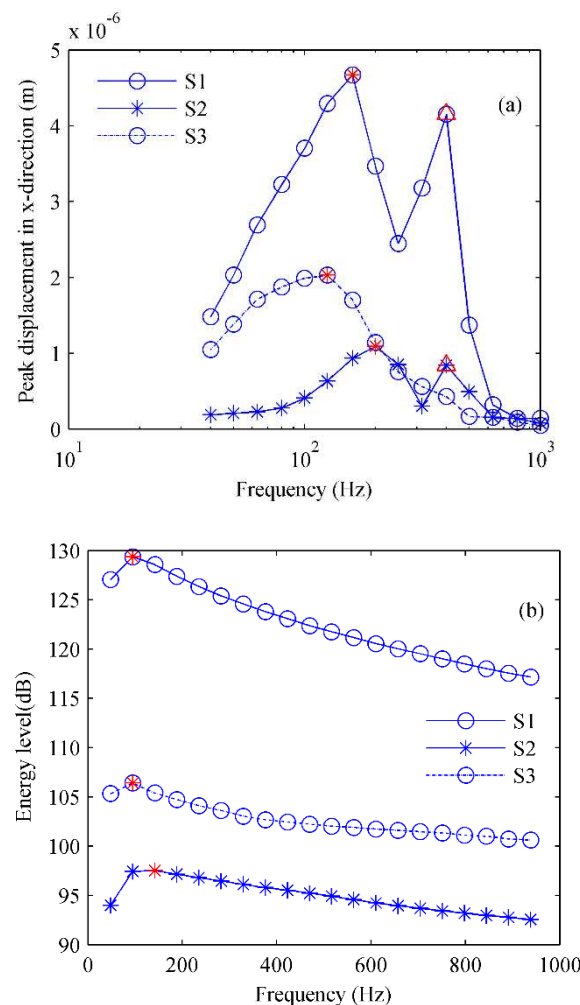 x 10^-6
5
4
3
2
1
0
Peak displacement in x-direction (m)
S1
S2
S3
(a)
10^1
10^2
10^3
Frequency (Hz)
130
125
120
115
110
105
100
95
90
Energy level(dB)
(b)
S1
S2
S3
0
200
400
600
800
1000
Frequency (Hz)